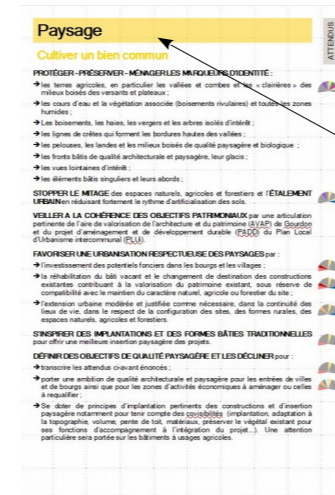 Paysage
Cultiver un bien commun
PROTÉGER - PRÉSERVER - MÉNAGER LES MARQUEURS D'IDENTITÉ :
➔ les terres agricoles, en particulier les vallées et combes et les « clairières » des
milieux boisés des versants et plateaux ;
➔ les cours d'eau et la végétation associée (boisements rivulaires) et toutes les zones
humides ;
➔ Les boisements, les haies, les vergers et les arbres isolés d'intérêt ;
➔ les lignes de crêtes qui forment les bordures hautes des vallées ;
➔ les pelouses, les landes et les milieux boisés de qualité paysagère et biologique ;
➔ les fronts bâtis de qualité architecturale et paysagère, leur glacis ;
➔ les vues lointaines d'intérêt ;
➔ les éléments bâtis singuliers et leurs abords ;
STOPPER LE MITAGE des espaces naturels, agricoles et forestiers et l'ÉTALEMENT
URBAIN en réduisant fortement le rythme d'artificialisation des sols.
VEILLER A LA COHÉRENCE DES OBJECTIFS PATRIMONIAUX par une articulation
pertinente de l'aire de valorisation de l'architecture et du patrimoine (AVAP) de Gourdon
et du projet d'aménagement et de développement durable (PADD) du Plan Local
d'Urbanisme intercommunal (PLUi).
FAVORISER UNE URBANISATION RESPECTUEUSE DES PAYSAGES par :
➔ l'investissement des potentiels fonciers dans les bourgs et les villages ;
➔ la réhabilitation du bâti vacant et le changement de destination des constructions
existantes contribuant à la valorisation du patrimoine existant, sous réserve de
compatibilité avec le maintien du caractère naturel, agricole ou forestier du site ;
➔ l'extension urbaine modérée et justifiée comme nécessaire, dans la continuité des
lieux de vie, dans le respect de la configuration des sites, des formes rurales, des
espaces naturels, agricoles et forestiers.
S'INSPIRER DES IMPLANTATIONS ET DES FORMES BÂTIES TRADITIONNELLES
pour offrir une meilleure insertion paysagère des projets.
DÉFINIR DES OBJECTIFS DE QUALITÉ PAYSAGÈRE ET LES DÉCLINER pour :
➔ transcrire les attendus ci-avant énoncés ;
➔ porter une ambition de qualité architecturale et paysagère pour les entrées de villes
et de bourgs ainsi que pour les zones d'activités économiques à aménager ou celles
à requalifier ;
➔ Se doter de principes d'implantation pertinents des constructions et d'insertion
paysagère notamment pour tenir compte des covisibilités (implantation, adaptation à
la topographie, volume, pente de toit, matériaux, préserver le végétal existant pour
ses fonctions d'accompagnement à l'intégration du projet...). Une attention
particulière sera portée sur les bâtiments à usages agricoles.
ATTENDUS